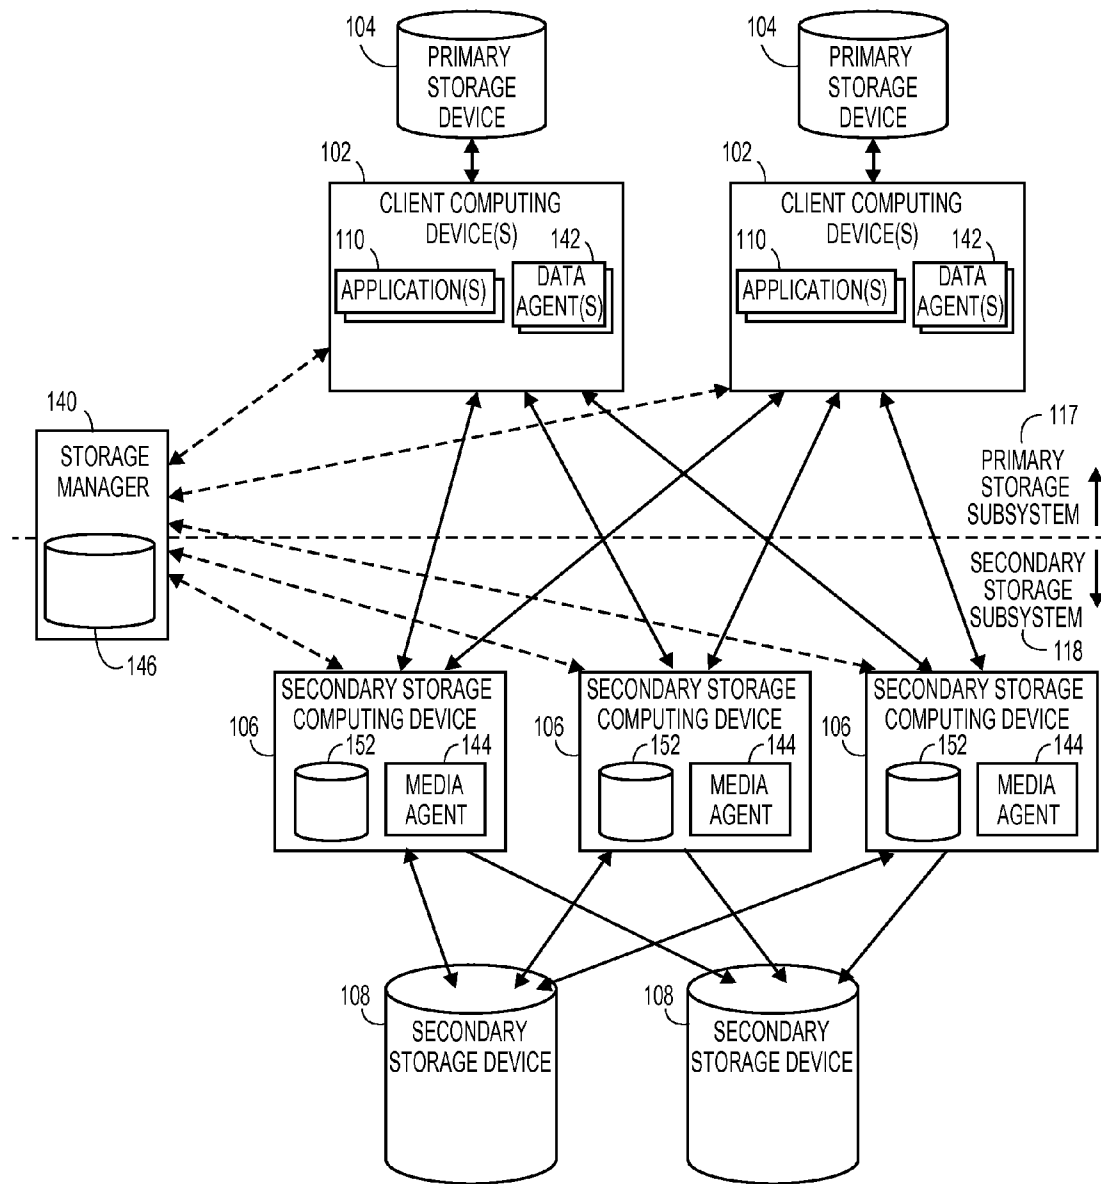 104
PRIMARY
STORAGE
DEVICE
104
PRIMARY
STORAGE
DEVICE
102
CLIENT COMPUTING
DEVICE(S)
110
142
APPLICATION(S)
DATA
AGENT(S)
102
CLIENT COMPUTING
DEVICE(S)
110
142
APPLICATION(S)
DATA
AGENT(S)
140
STORAGE
MANAGER
146
117
PRIMARY
STORAGE
SUBSYSTEM
SECONDARY
STORAGE
SUBSYSTEM
118
SECONDARY STORAGE
COMPUTING DEVICE
106
152
144
MEDIA
AGENT
SECONDARY STORAGE
COMPUTING DEVICE
106
152
144
MEDIA
AGENT
SECONDARY STORAGE
COMPUTING DEVICE
106
152
144
MEDIA
AGENT
108
SECONDARY
STORAGE DEVICE
108
SECONDARY
STORAGE DEVICE